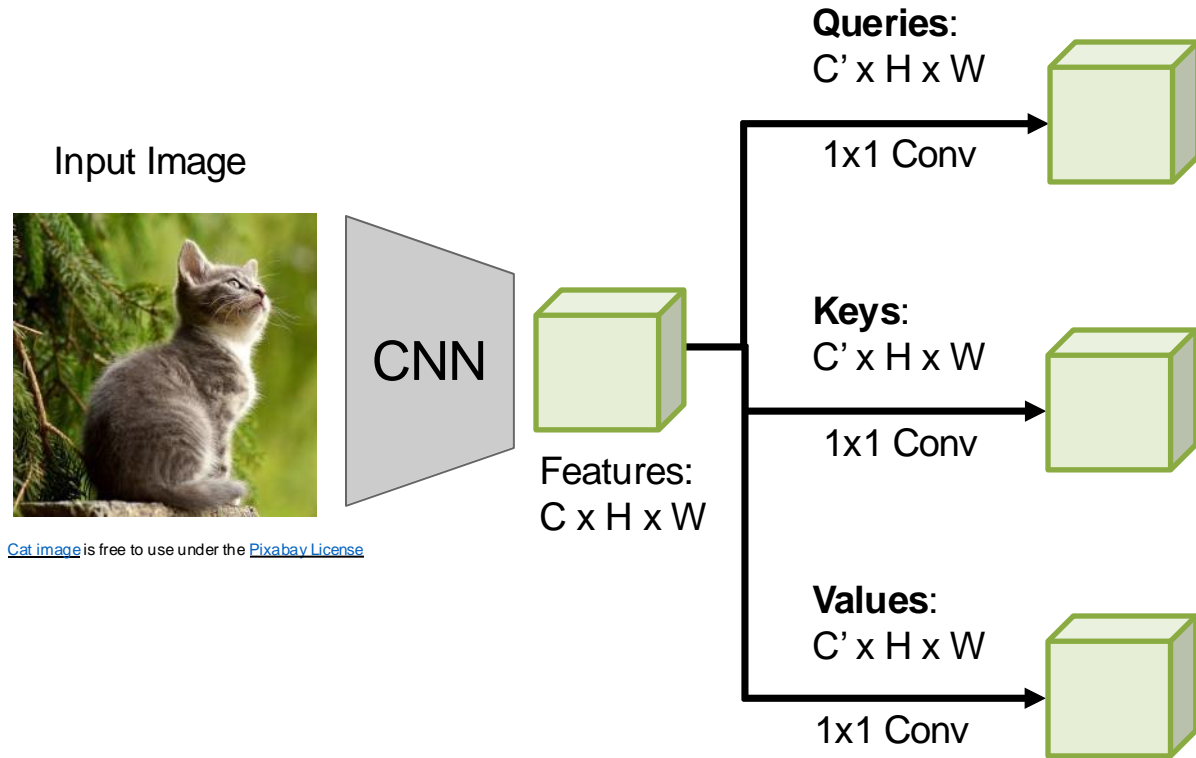 Input Image
Cat image is free to use under the Pixabay License
CNN
Features:
C x H x W
Queries:
C’ x H x W
1x1 Conv
Keys:
C’ x H x W
1x1 Conv
Values:
C’ x H x W
1x1 Conv